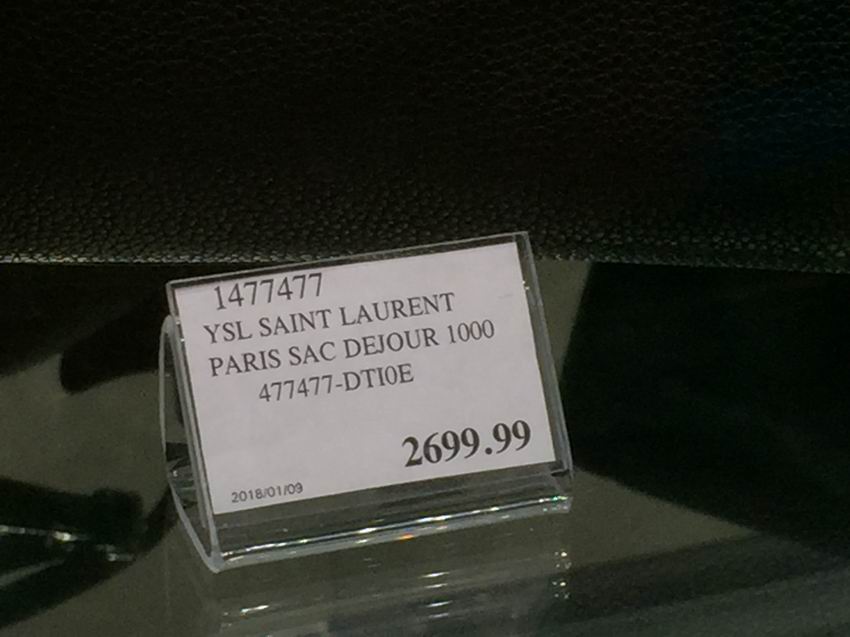 1477477
YSL SAINT LAURENT
PARIS SAC DEJOUR 1000
477477-DTI0E
2699.99
2018/01/09